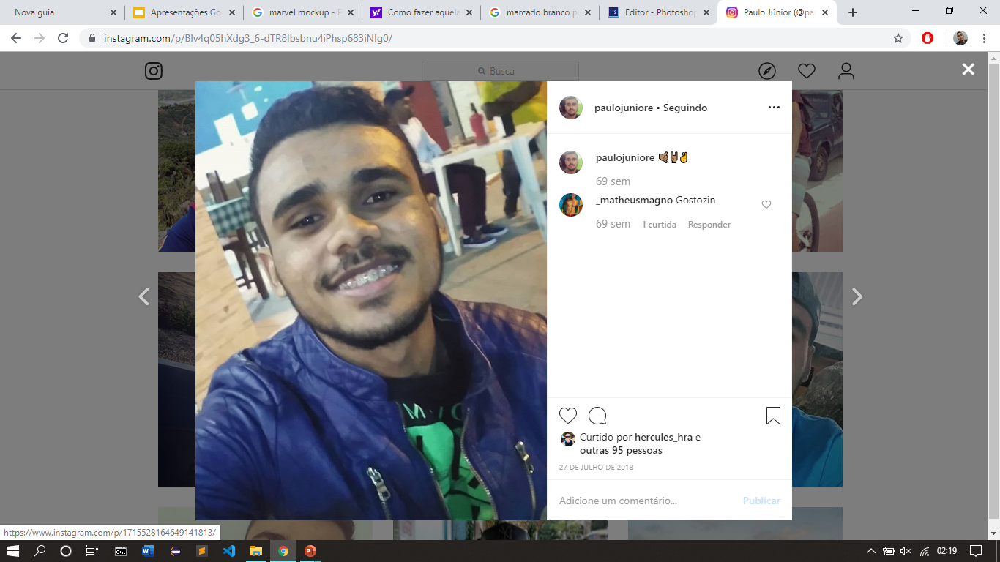 Nova guia
Apresentações Go
marvel mockup - P
Como fazer aquela
marcado branco p
Editor - Photoshop
Paulo Júnior (@pa
instagram.com/p/Blv4q05hXdg3_6-dTR8Ibsbnu4iPhsp683iNIg0/
Busca
paulojuniore • Seguindo
paulojuniore 🤙🏽🤘🏽✌
69 sem
_matheusmagno Gostozin
69 sem 1 curtida Responder
Curtido por hercules_hra e
outras 95 pessoas
27 DE JULHO DE 2018
Adicione um comentário... Publicar
https://www.instagram.com/p/1715528164649141813/
02:19